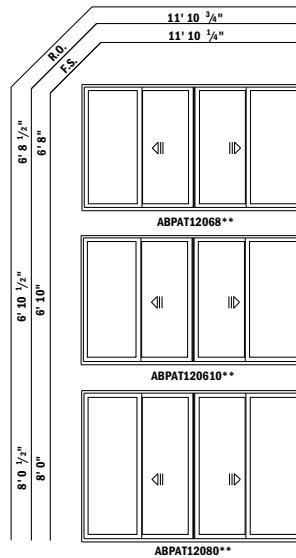 11' 10 ¾"
11' 10 ¼"
R.O.
F.S.
6' 8 ½"
6' 8"
ABPAT12068**
6' 10 ½"
6' 10"
ABPAT120610**
8' 0 ½"
8' 0"
ABPAT12080**